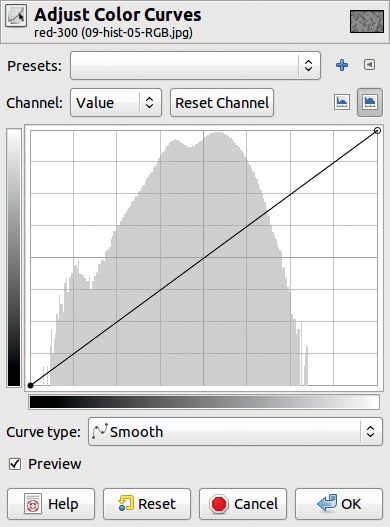 Adjust Color Curves
red-300 (09-hist-05-RGB.jpg)
Presets:
Channel: Value Reset Channel
Curve type: Smooth
Preview
Help Reset Cancel OK